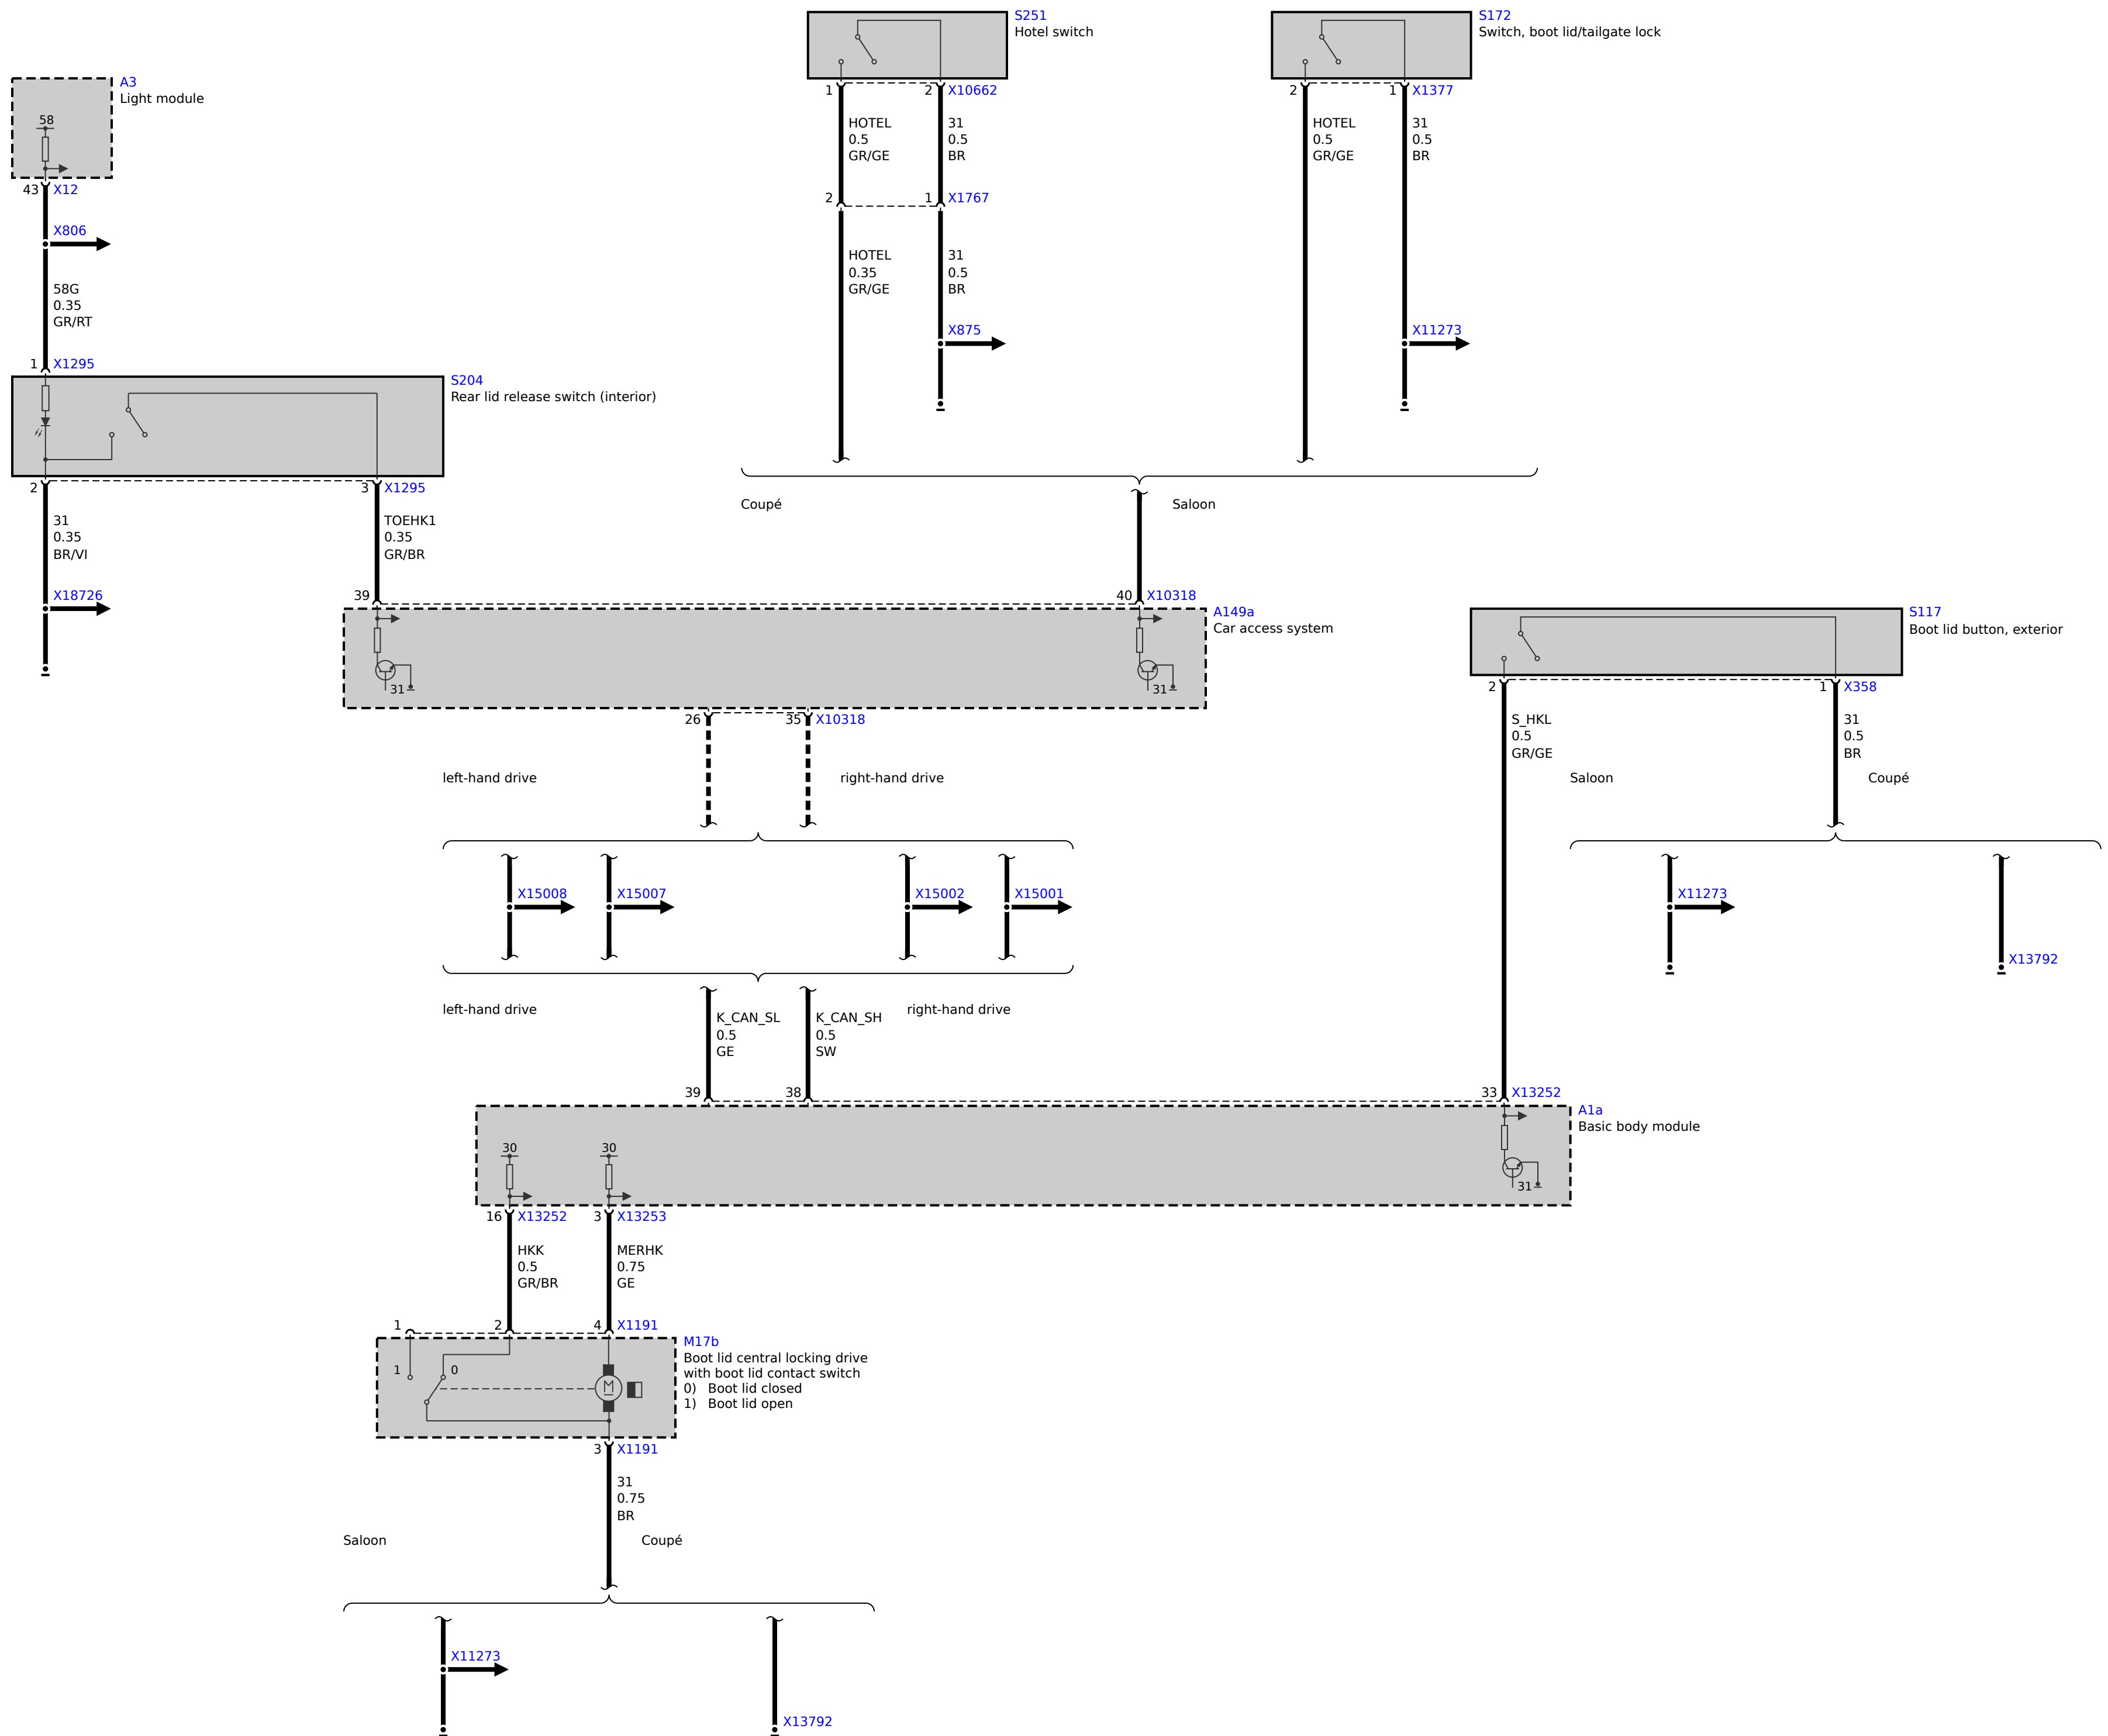 S251
Hotel switch
S172
Switch, boot lid/tailgate lock
A3
Light module
58
1
2
X10662
2
1
X1377
HOTEL
0.5
GR/GE
31
0.5
BR
HOTEL
0.5
GR/GE
31
0.5
BR
43
X12
2
1
X1767
X806
HOTEL
0.35
GR/GE
31
0.5
BR
58G
0.35
GR/RT
X875
X11273
1
X1295
S204
Rear lid release switch (interior)
2
3
X1295
Coupé
Saloon
31
0.35
BR/VI
TOEHK1
0.35
GR/BR
X18726
39
40
X10318
A149a
Car access system
31
31
S117
Boot lid button, exterior
2
1
X358
26
35
X10318
S_HKL
0.5
GR/GE
31
0.5
BR
left-hand drive
right-hand drive
Saloon
Coupé
X15008
X15007
X15002
X15001
X11273
X13792
left-hand drive
right-hand drive
K_CAN_SL
0.5
GE
K_CAN_SH
0.5
SW
39
38
33
X13252
A1a
Basic body module
30
30
31
16
X13252
3
X13253
HKK
0.5
GR/BR
MERHK
0.75
GE
1
2
4
X1191
M17b
Boot lid central locking drive
with boot lid contact switch
0) Boot lid closed
1) Boot lid open
1
0
M
3
X1191
31
0.75
BR
Saloon
Coupé
X11273
X13792